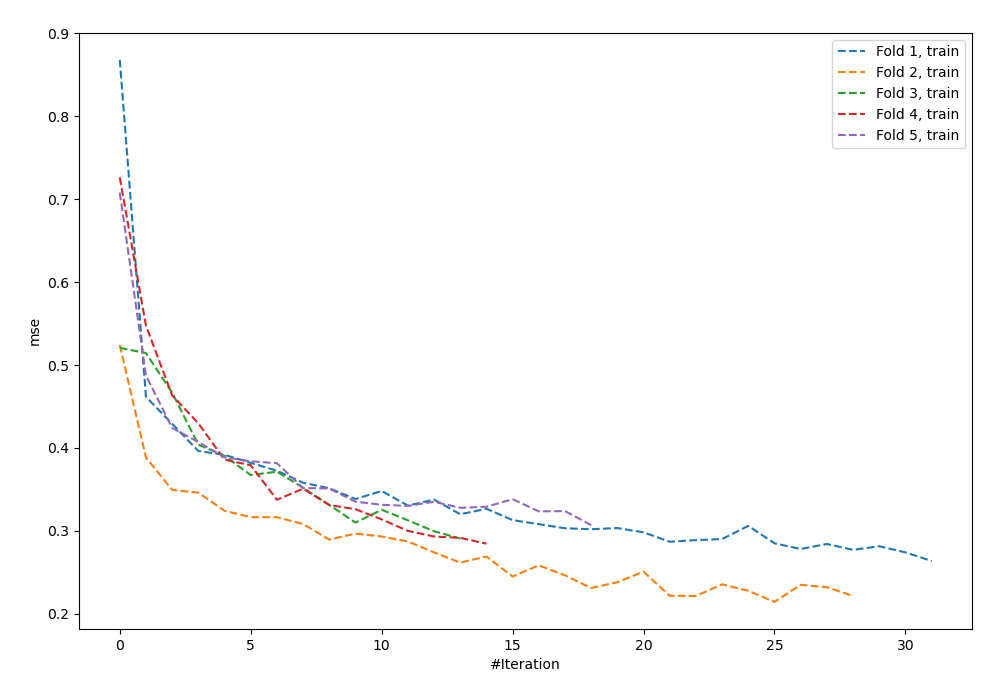 0.9
0.8
0.7
0.6
0.5
0.4
0.3
0.2
mse
0 5 10 15 20 25 30
#Iteration
Fold 1, train
Fold 2, train
Fold 3, train
Fold 4, train
Fold 5, train